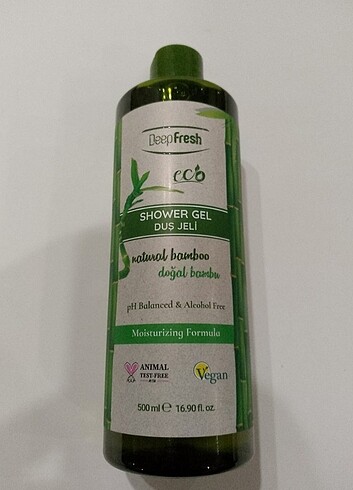 DeepFresh
eco
SHOWER GEL
DUŞ JELİ
natural bamboo
doğal bambu
pH Balanced & Alcohol Free
Moisturizing Formula
ANIMAL
TEST-FREE
Vegan
500 ml ℮ 16.90 fl. oz.